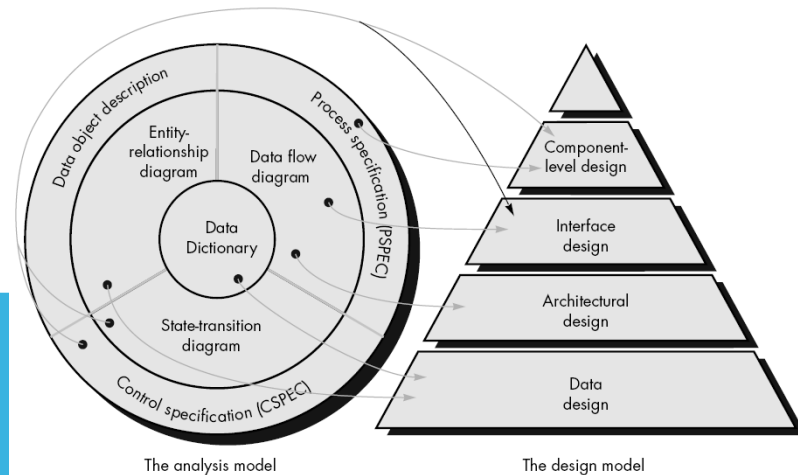 Data object description
Process specification (PSPEC)
Control specification (CSPEC)
Entity-
relationship
diagram
Data flow
diagram
Data
Dictionary
State-transition
diagram
The analysis model
Component-
level design
Interface
design
Architectural
design
Data
design
The design model